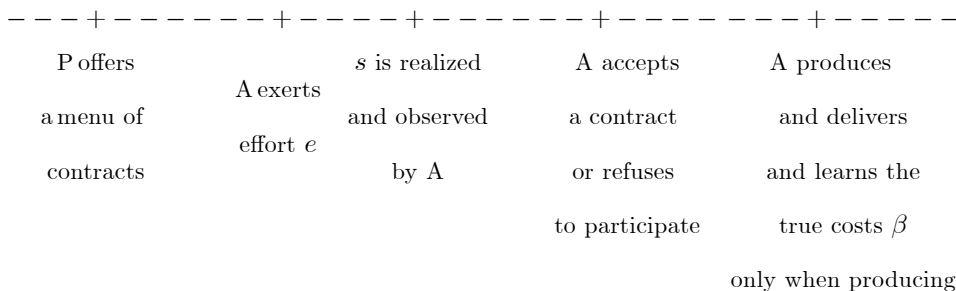 − − − + − − − − − − − + − − − − − + − − − − − − − + − − − − − − − − + − − − − −
P offers
a menu of
contracts
A exerts
effort e
s is realized
and observed
by A
A accepts
a contract
or refuses
to participate
A produces
and delivers
and learns the
true costs β
only when producing